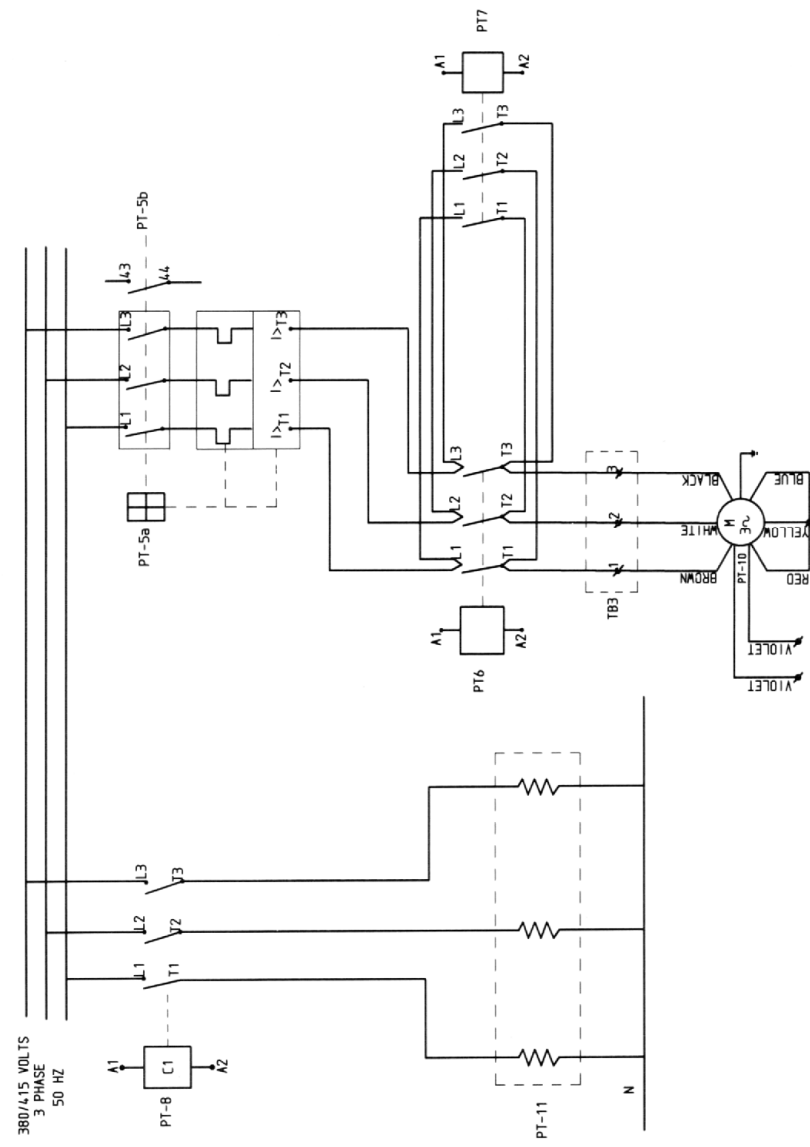 380/415 VOLTS
3 PHASE
50 HZ
A1
C1
A2
PT-8
L1
T1
L2
T2
L3
T3
PT-11
N
PT-5a
PT-5b
L1
L2
L3
43
44
I>T1
I>T2
I>T3
PT6
A1
A2
L1
T1
L2
T2
L3
T3
PT7
A1
A2
L1
T1
L2
T2
L3
T3
TB3
1
2
3
BROWN
WHITE
BLACK
M
3~
PT-10
RED
YELLOW
BLUE
VIOLET
VIOLET